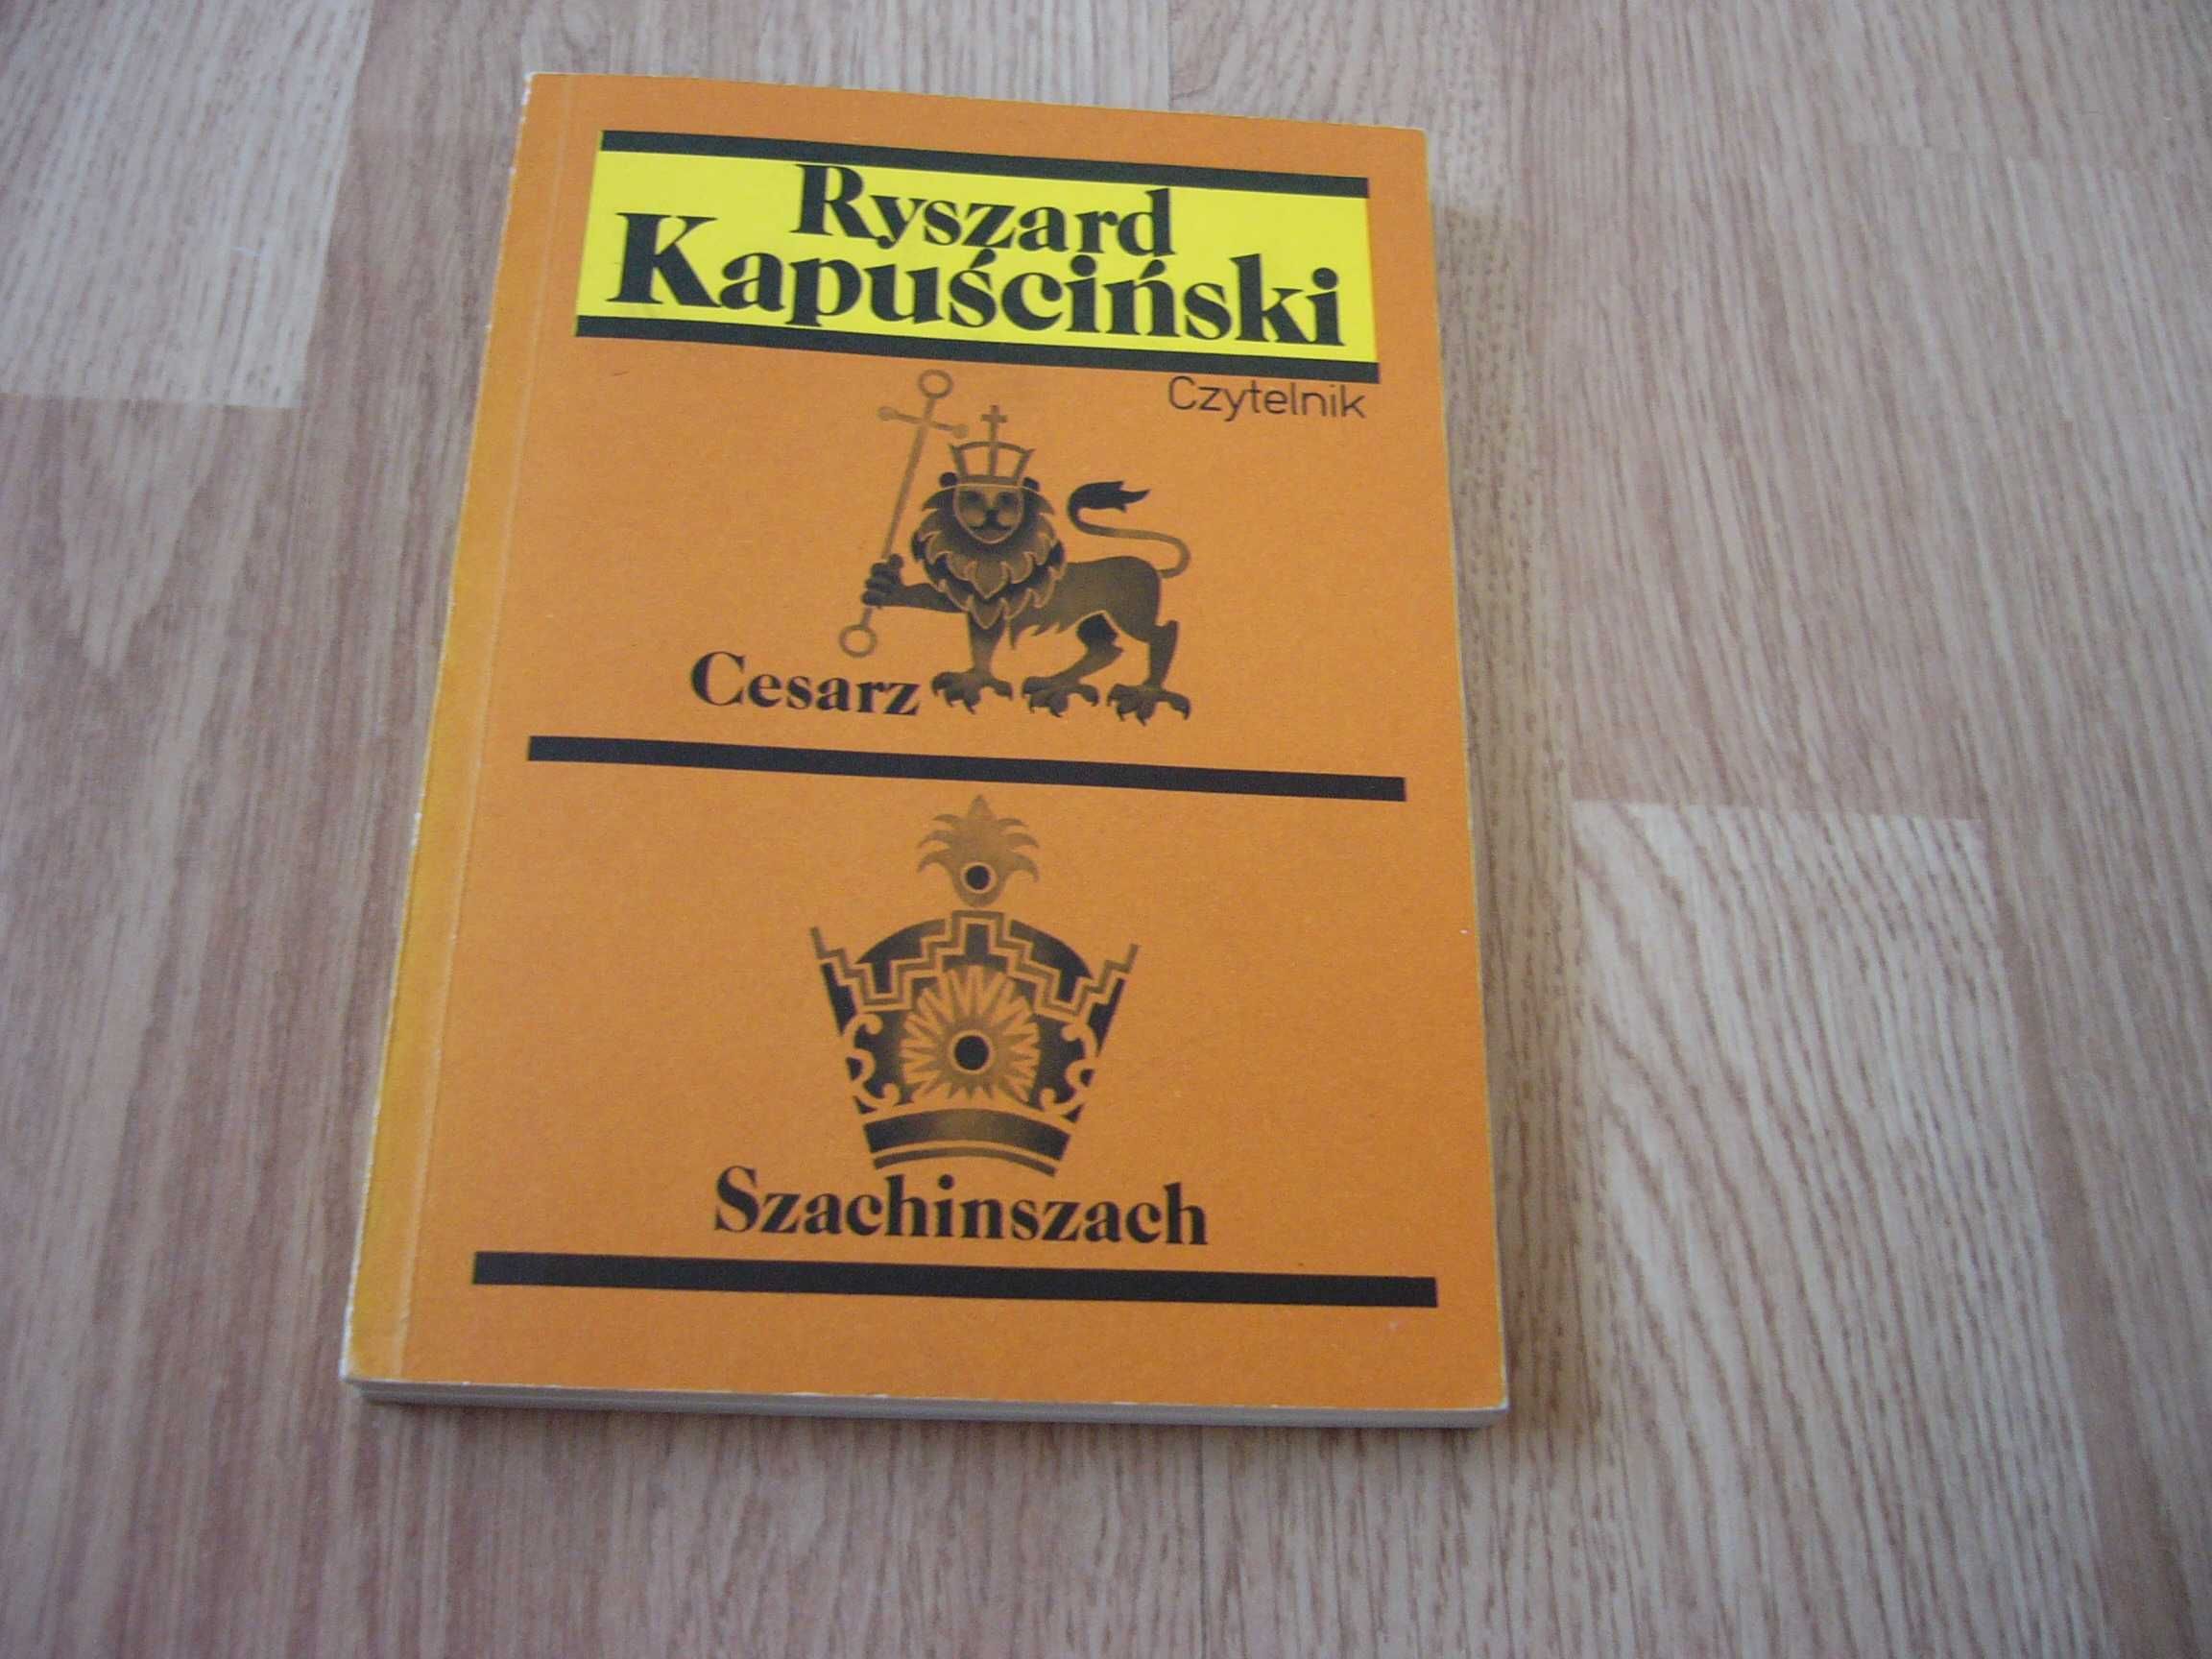 Ryszard
Kapuściński
Czytelnik
Cesarz
Szachinszach